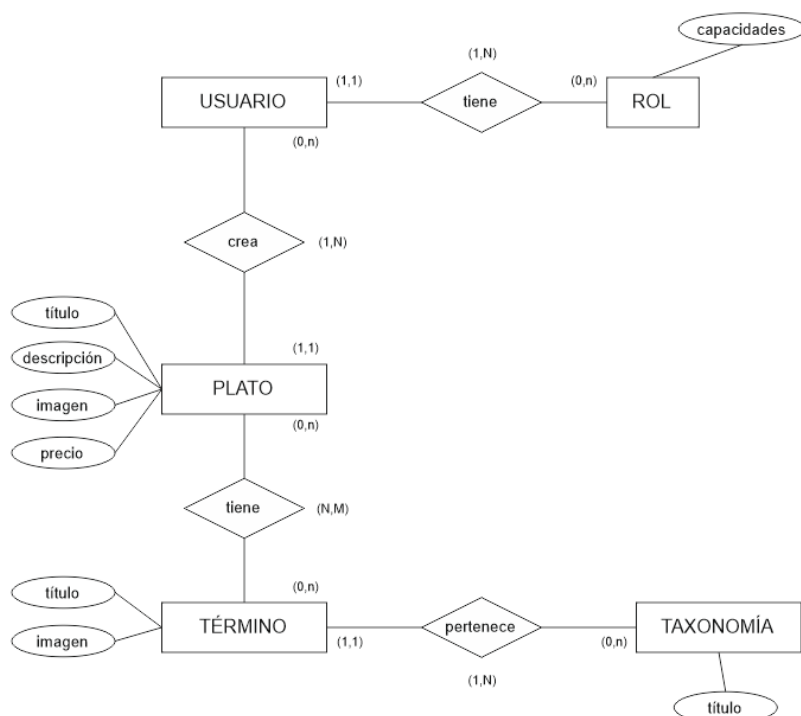 capacidades
(1,N)
(1,1)
(0,n)
USUARIO
tiene
ROL
(0,n)
crea
(1,N)
título
descripción
(1,1)
PLATO
imagen
(0,n)
precio
tiene
(N,M)
título
(0,n)
TÉRMINO
pertenece
TAXONOMÍA
imagen
(1,1)
(0,n)
(1,N)
título